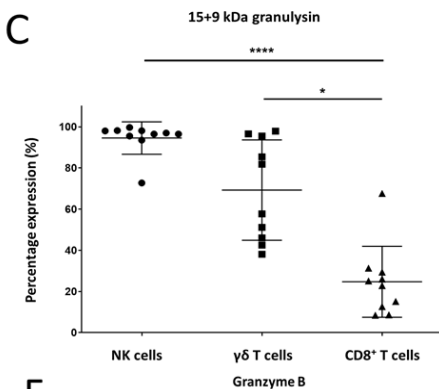 C
15+9 kDa granulysin
****
*
Percentage expression (%)
100
80
60
40
20
0
NK cells
γδ T cells
CD8⁺ T cells
Granzyme B